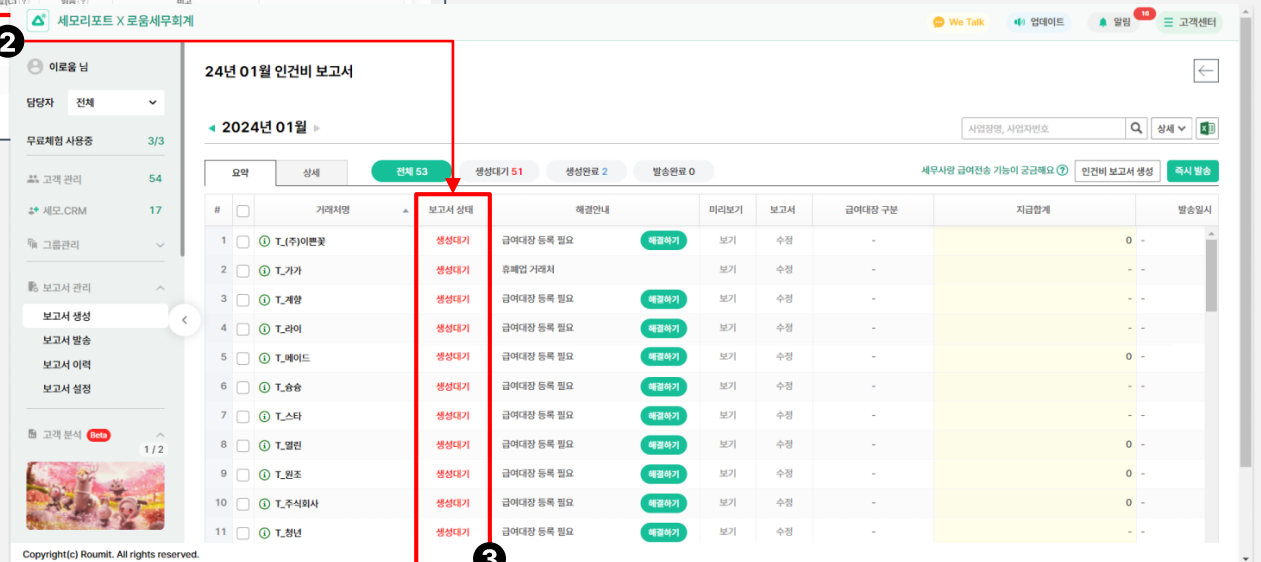 세모리포트 X 로움세무회계
We Talk 업데이트 알림 16 고객센터
2
이로움 님
담당자 전체
무료체험 사용중 3/3
고객 관리 54
세모.CRM 17
그룹관리
보고서 관리
보고서 생성
보고서 발송
보고서 이력
보고서 설정
고객 분석 Beta
1 / 2
24년 01월 인건비 보고서
2024년 01월
사업장명, 사업자번호 상세
요약 상세 전체 53 생성대기 51 생성완료 2 발송완료 0 세무사랑 급여전송 기능이 궁금해요 ? 인건비 보고서 생성 즉시 발송
# 거래처명 보고서 상태 해결안내 미리보기 보고서 급여대장 구분 지급합계 발송일시
1 T_(주)이쁜꽃 생성대기 급여대장 등록 필요 해결하기 보기 수정 - 0 -
2 T_가가 생성대기 휴폐업 거래처 보기 수정 - - -
3 T_계향 생성대기 급여대장 등록 필요 해결하기 보기 수정 - - -
4 T_라이 생성대기 급여대장 등록 필요 해결하기 보기 수정 - - -
5 T_메이드 생성대기 급여대장 등록 필요 해결하기 보기 수정 - 0 -
6 T_슝슝 생성대기 급여대장 등록 필요 해결하기 보기 수정 - - -
7 T_스타 생성대기 급여대장 등록 필요 해결하기 보기 수정 - - -
8 T_열린 생성대기 급여대장 등록 필요 해결하기 보기 수정 - 0 -
9 T_원조 생성대기 급여대장 등록 필요 해결하기 보기 수정 - 0 -
10 T_주식회사 생성대기 급여대장 등록 필요 해결하기 보기 수정 - 0 -
11 T_청년 생성대기 급여대장 등록 필요 해결하기 보기 수정 - - -
3
Copyright(c) Roumit. All rights reserved.